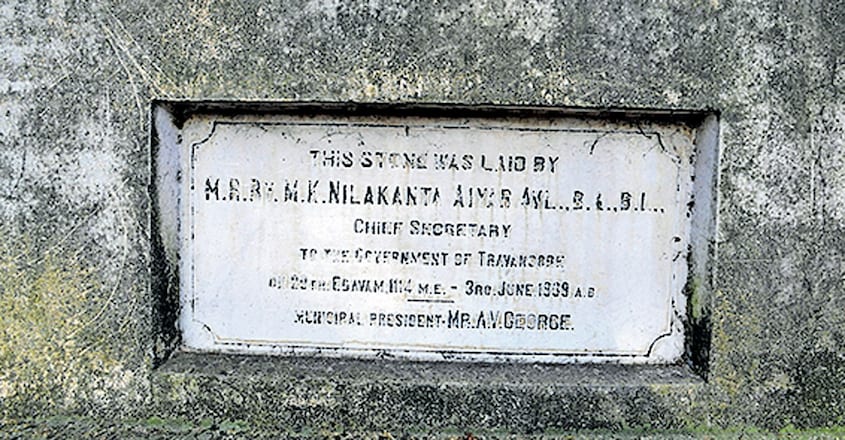 THIS STONE WAS LAID BY
M.R.RY. M.K. NILAKANTA AIYAR AVL., B.A., B.L.,
CHIEF SECRETARY
TO THE GOVERNMENT OF TRAVANCORE
ON 20TH. EDAVAM, 1114 M.E. - 3RD. JUNE, 1939 A.D
MUNICIPAL PRESIDENT-MR.A.V.GEORGE.